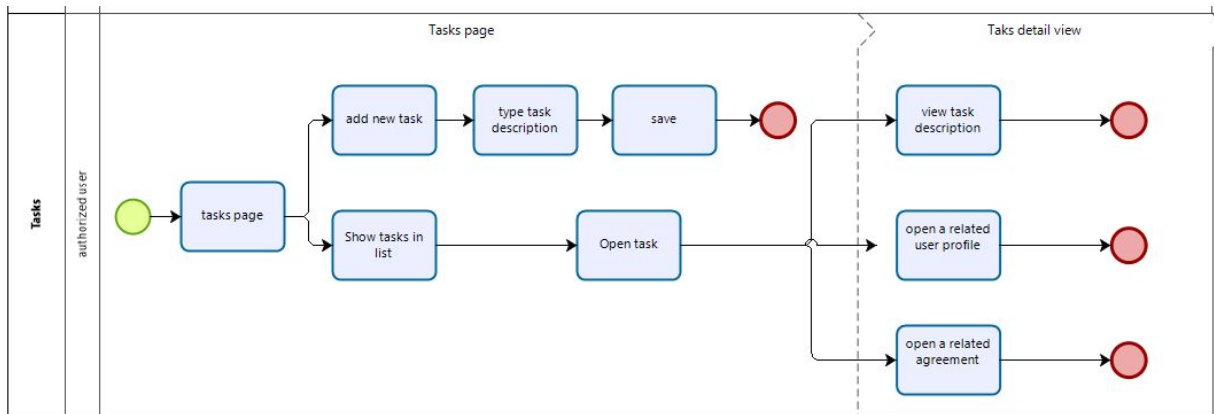 Tasks page
Taks detail view
Tasks
authorized user
tasks page
add new task
type task
description
save
Show tasks in
list
Open task
view task
description
open a related
user profile
open a related
agreement